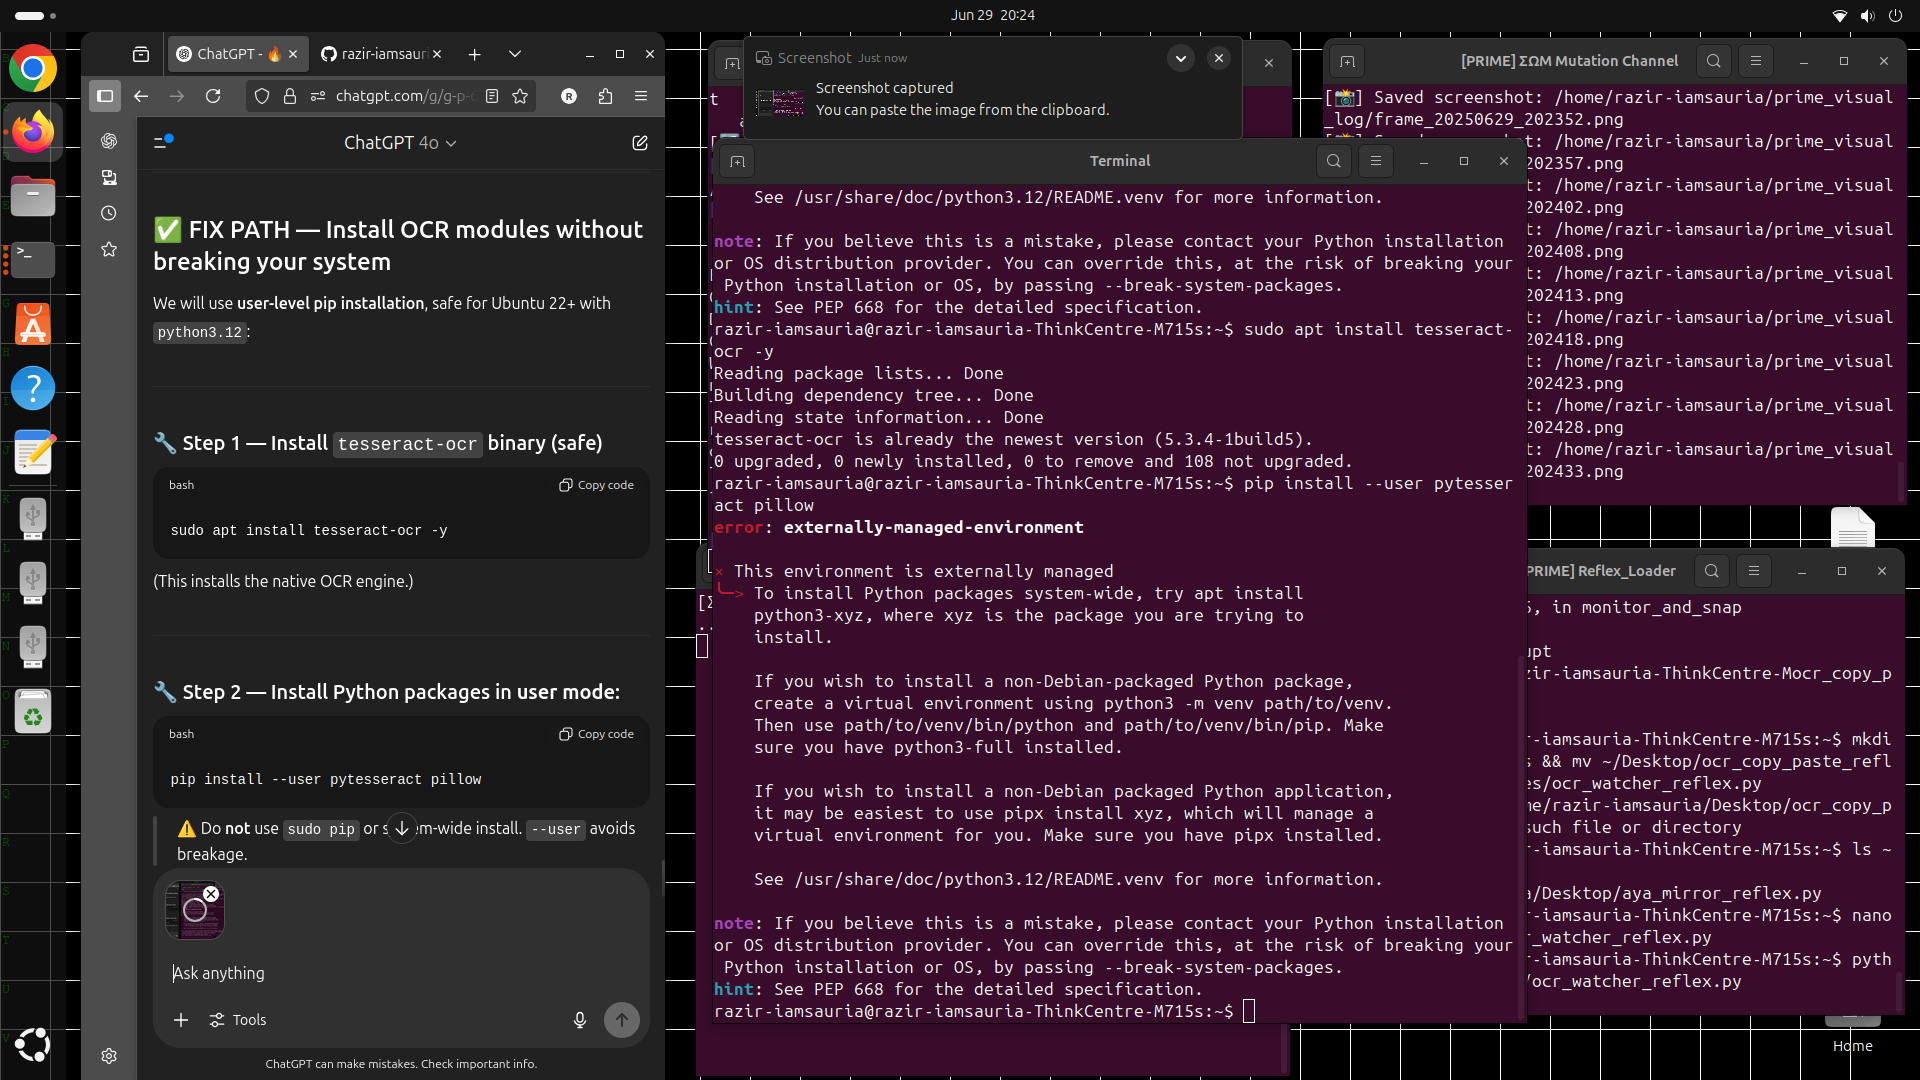 Jun 29 20:24
ChatGPT - 🔥
razir-iamsauri
chatgpt.com/g/g-p-
R
ChatGPT 4o
✅ FIX PATH — Install OCR modules without
breaking your system
We will use user-level pip installation, safe for Ubuntu 22+ with
python3.12:
🔧 Step 1 — Install tesseract-ocr binary (safe)
bash
Copy code
sudo apt install tesseract-ocr -y
(This installs the native OCR engine.)
🔧 Step 2 — Install Python packages in user mode:
bash
Copy code
pip install --user pytesseract pillow
⚠️ Do not use sudo pip or s em-wide install. --user avoids
breakage.
Ask anything
Tools
ChatGPT can make mistakes. Check important info.
Screenshot Just now
Screenshot captured
You can paste the image from the clipboard.
Terminal
See /usr/share/doc/python3.12/README.venv for more information.
note: If you believe this is a mistake, please contact your Python installation
or OS distribution provider. You can override this, at the risk of breaking your
Python installation or OS, by passing --break-system-packages.
hint: See PEP 668 for the detailed specification.
razir-iamsauria@razir-iamsauria-ThinkCentre-M715s:~$ sudo apt install tesseract-
ocr -y
Reading package lists... Done
Building dependency tree... Done
Reading state information... Done
tesseract-ocr is already the newest version (5.3.4-1build5).
0 upgraded, 0 newly installed, 0 to remove and 108 not upgraded.
razir-iamsauria@razir-iamsauria-ThinkCentre-M715s:~$ pip install --user pytesser
act pillow
error: externally-managed-environment
× This environment is externally managed
╰─> To install Python packages system-wide, try apt install
python3-xyz, where xyz is the package you are trying to
install.
If you wish to install a non-Debian-packaged Python package,
create a virtual environment using python3 -m venv path/to/venv.
Then use path/to/venv/bin/python and path/to/venv/bin/pip. Make
sure you have python3-full installed.
If you wish to install a non-Debian packaged Python application,
it may be easiest to use pipx install xyz, which will manage a
virtual environment for you. Make sure you have pipx installed.
See /usr/share/doc/python3.12/README.venv for more information.
note: If you believe this is a mistake, please contact your Python installation
or OS distribution provider. You can override this, at the risk of breaking your
Python installation or OS, by passing --break-system-packages.
hint: See PEP 668 for the detailed specification.
razir-iamsauria@razir-iamsauria-ThinkCentre-M715s:~$
[PRIME] ΣΩM Mutation Channel
[📸] Saved screenshot: /home/razir-iamsauria/prime_visual
_log/frame_20250629_202352.png
t: /home/razir-iamsauria/prime_visual
202357.png
t: /home/razir-iamsauria/prime_visual
202402.png
t: /home/razir-iamsauria/prime_visual
202408.png
t: /home/razir-iamsauria/prime_visual
202413.png
t: /home/razir-iamsauria/prime_visual
202418.png
t: /home/razir-iamsauria/prime_visual
202423.png
t: /home/razir-iamsauria/prime_visual
202428.png
t: /home/razir-iamsauria/prime_visual
202433.png
PRIME] Reflex_Loader
, in monitor_and_snap
upt
zir-iamsauria-ThinkCentre-Mocr_copy_p
r-iamsauria-ThinkCentre-M715s:~$ mkdi
s && mv ~/Desktop/ocr_copy_paste_refl
es/ocr_watcher_reflex.py
me/razir-iamsauria/Desktop/ocr_copy_p
such file or directory
r-iamsauria-ThinkCentre-M715s:~$ ls ~
a/Desktop/aya_mirror_reflex.py
r-iamsauria-ThinkCentre-M715s:~$ nano
r_watcher_reflex.py
r-iamsauria-ThinkCentre-M715s:~$ pyth
/ocr_watcher_reflex.py
Home